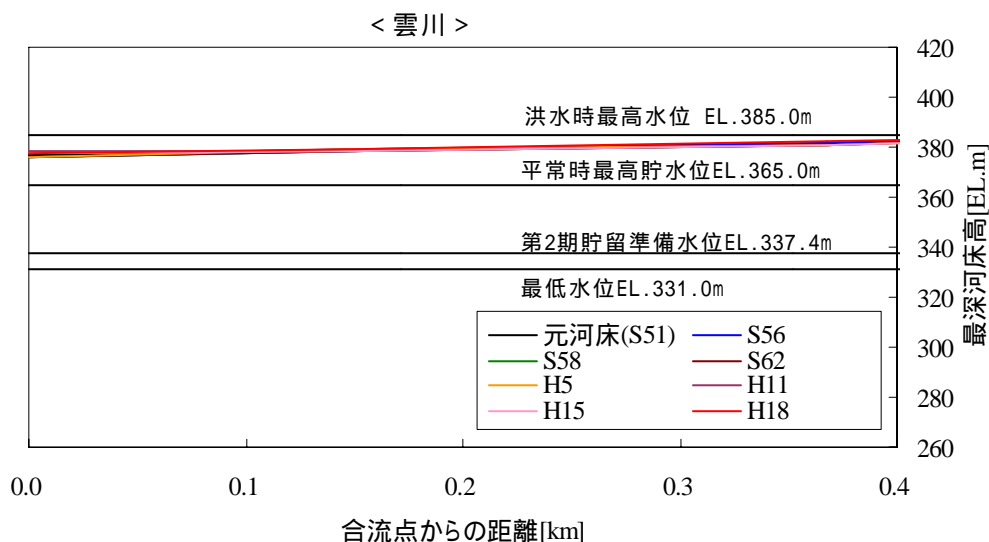 ＜雲川＞
420
洪水時最高水位 EL.385.0m
400
380
平常時最高貯水位EL.365.0m
360
第2期貯留準備水位EL.337.4m
340
最低水位EL.331.0m
320
元河床(S51) S56
S58 S62
300
H5 H11
280
H15 H18
260
最深河床高[EL.m]
0.0 0.1 0.2 0.3 0.4
合流点からの距離[km]